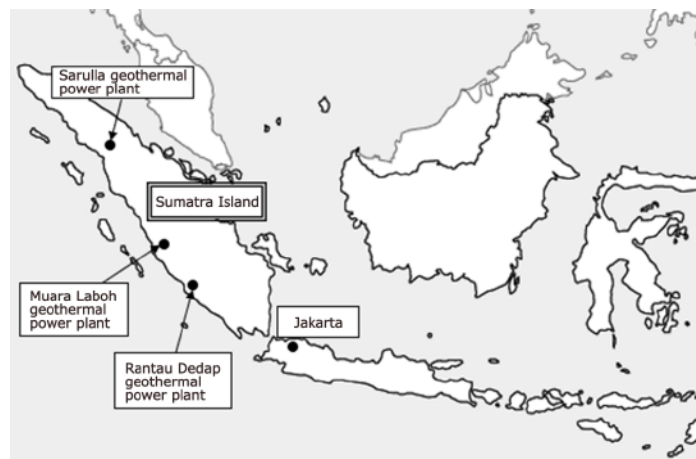 Sarulla geothermal
power plant
Sumatra Island
Muara Laboh
geothermal
power plant
Jakarta
Rantau Dedap
geothermal
power plant